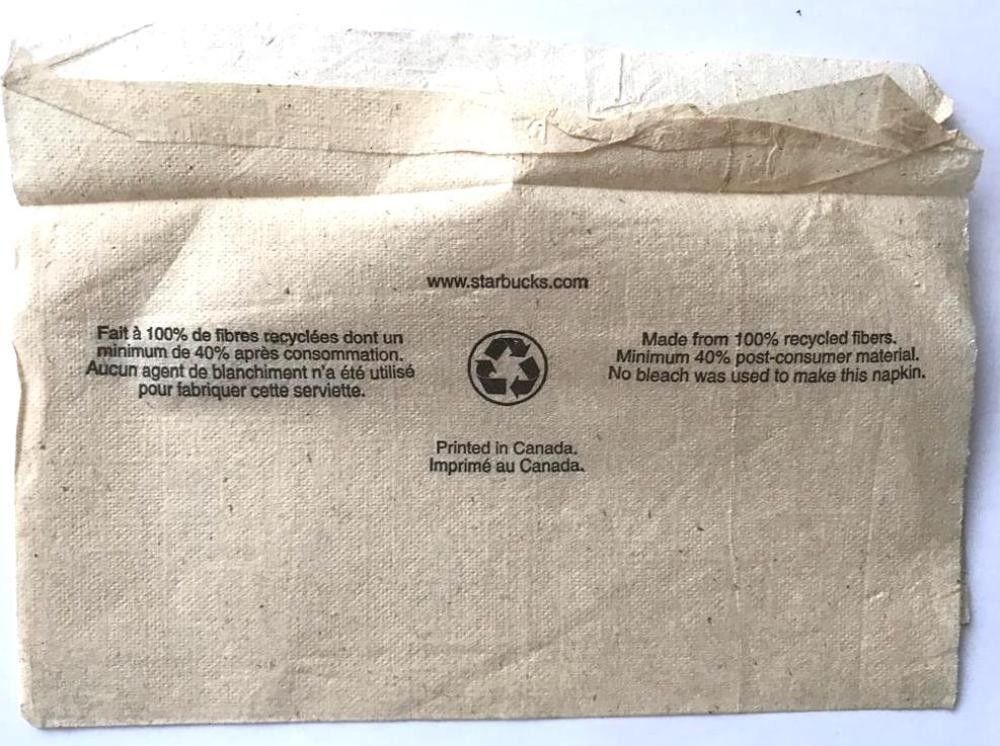 www.starbucks.com
Fait à 100% de fibres recyclées dont un
minimum de 40% après consommation.
Aucun agent de blanchiment n'a été utilisé
pour fabriquer cette serviette.
Made from 100% recycled fibers.
Minimum 40% post-consumer material.
No bleach was used to make this napkin.
Printed in Canada.
Imprimé au Canada.